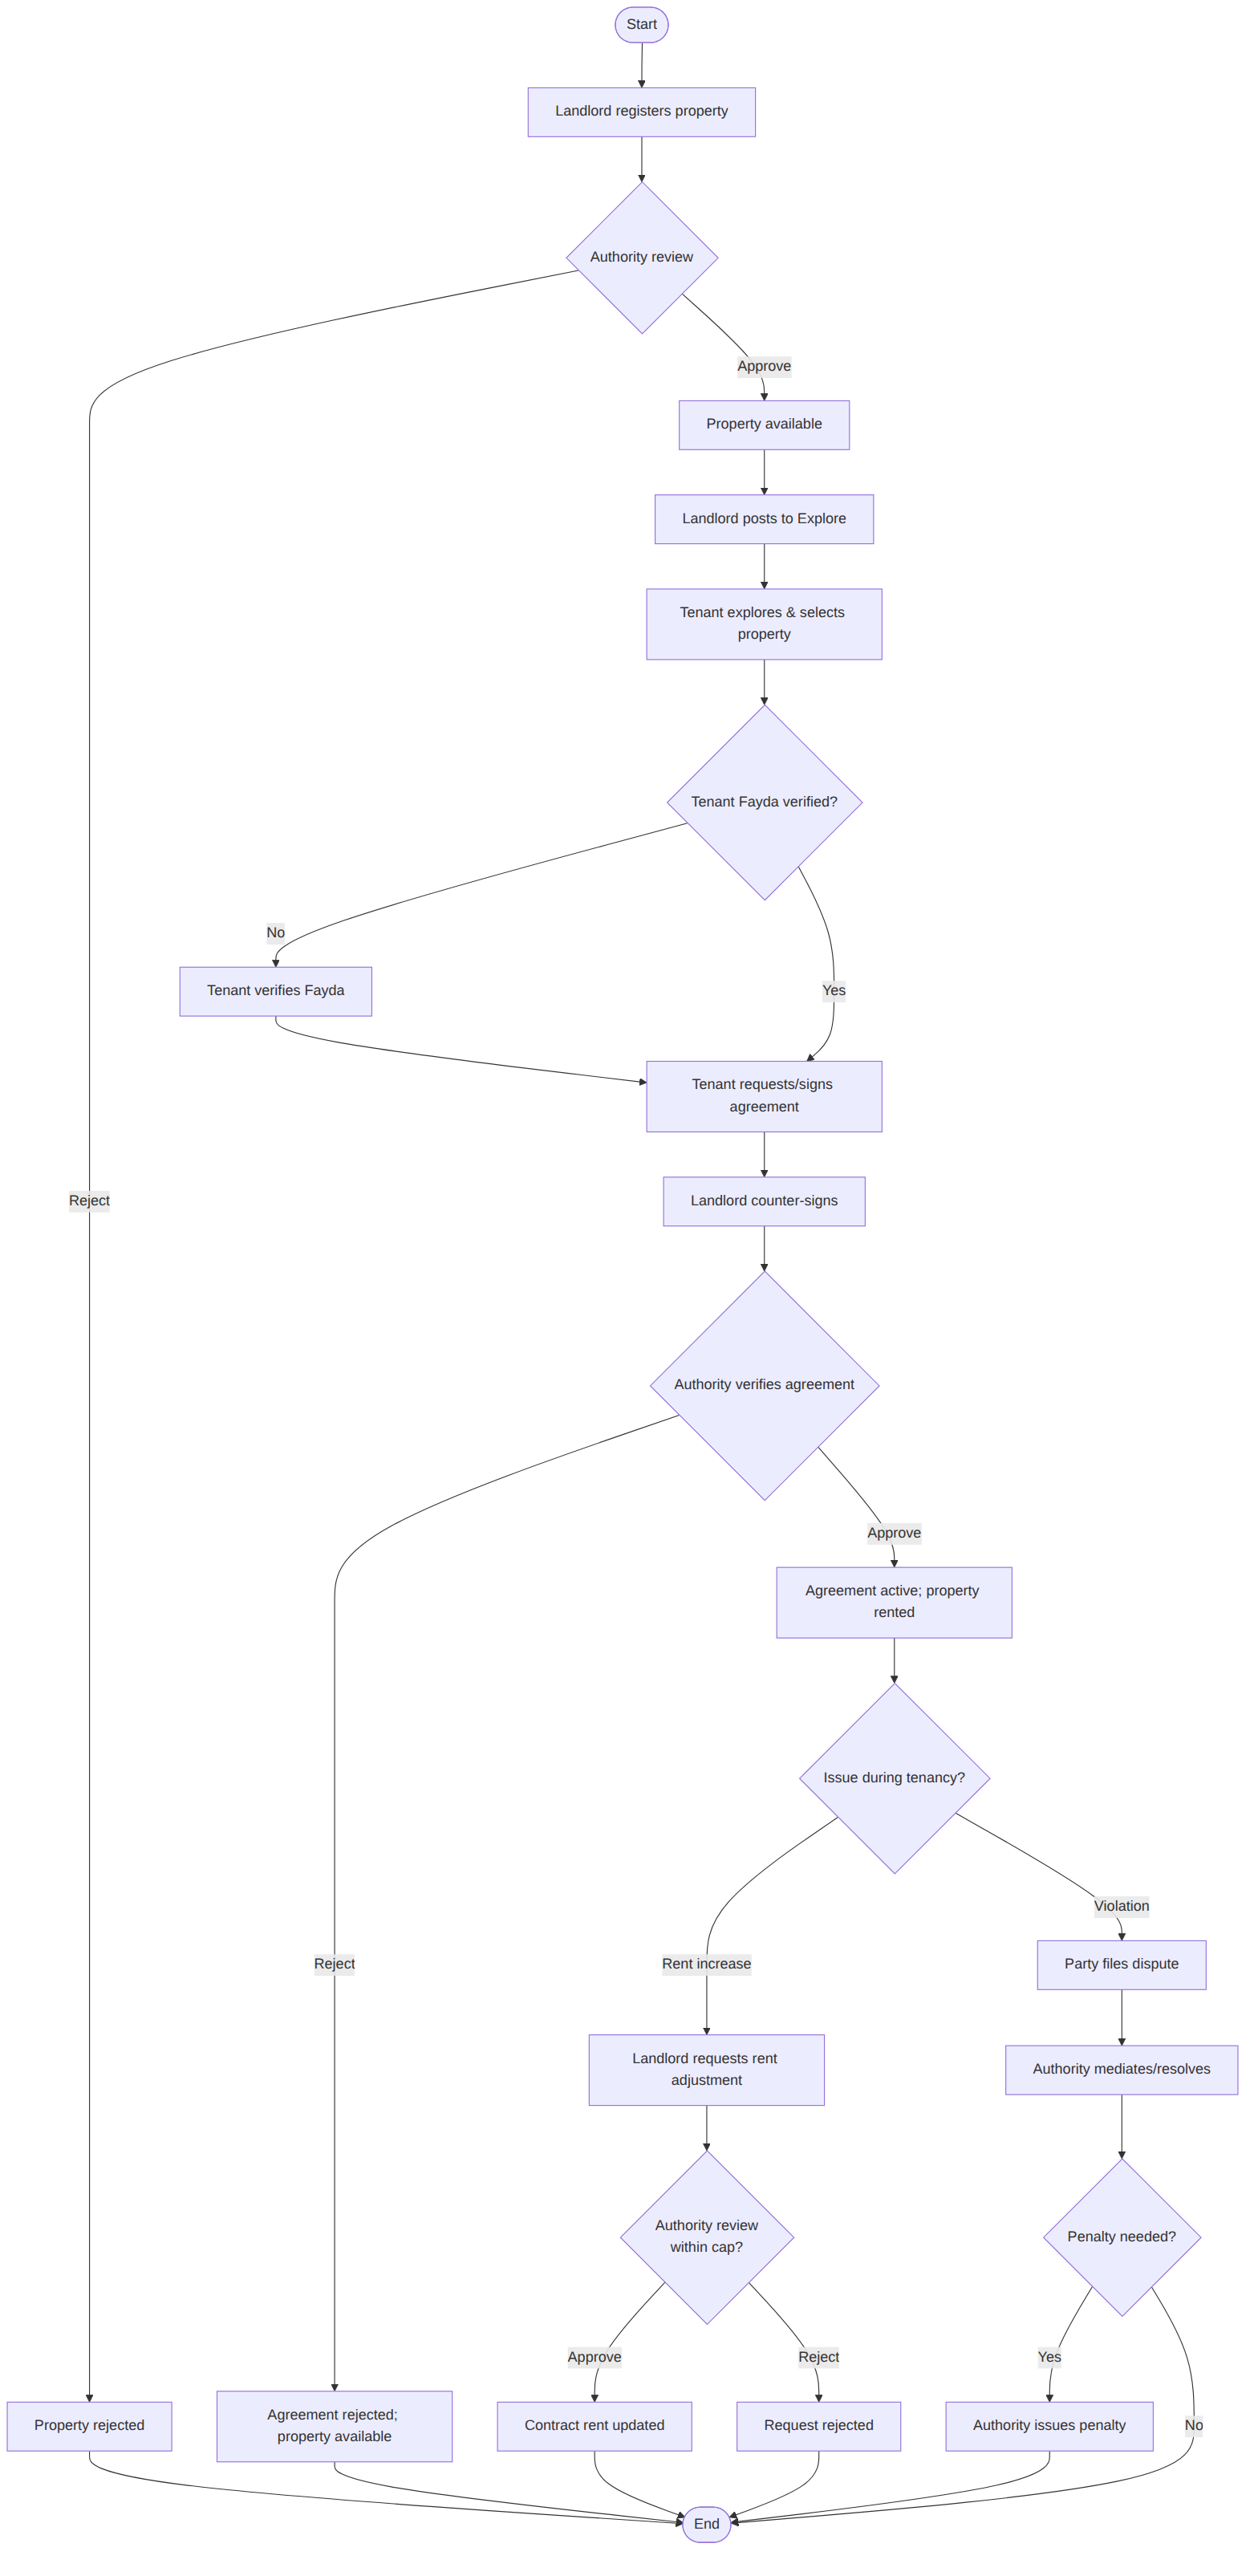 Start
Landlord registers property
Authority review
Approve
Property available
Landlord posts to Explore
Tenant explores & selects
property
Tenant Fayda verified?
No
Tenant verifies Fayda
Yes
Tenant requests/signs
agreement
Reject
Landlord counter-signs
Authority verifies agreement
Approve
Agreement active; property
rented
Issue during tenancy?
Violation
Reject
Rent increase
Party files dispute
Landlord requests rent
adjustment
Authority mediates/resolves
Authority review
within cap?
Penalty needed?
Approve
Reject
Yes
Property rejected
Agreement rejected;
property available
Contract rent updated
Request rejected
Authority issues penalty
No
End